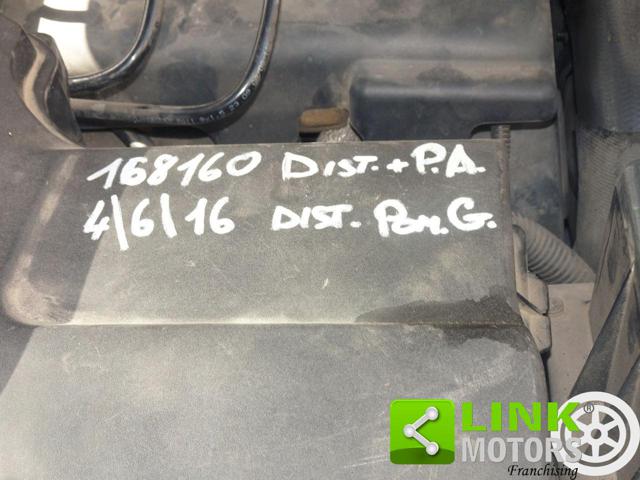 168160 DIST. + P.A.
4/6/16 DIST. Pom. G.
LINK®
MOTORS
Franchising